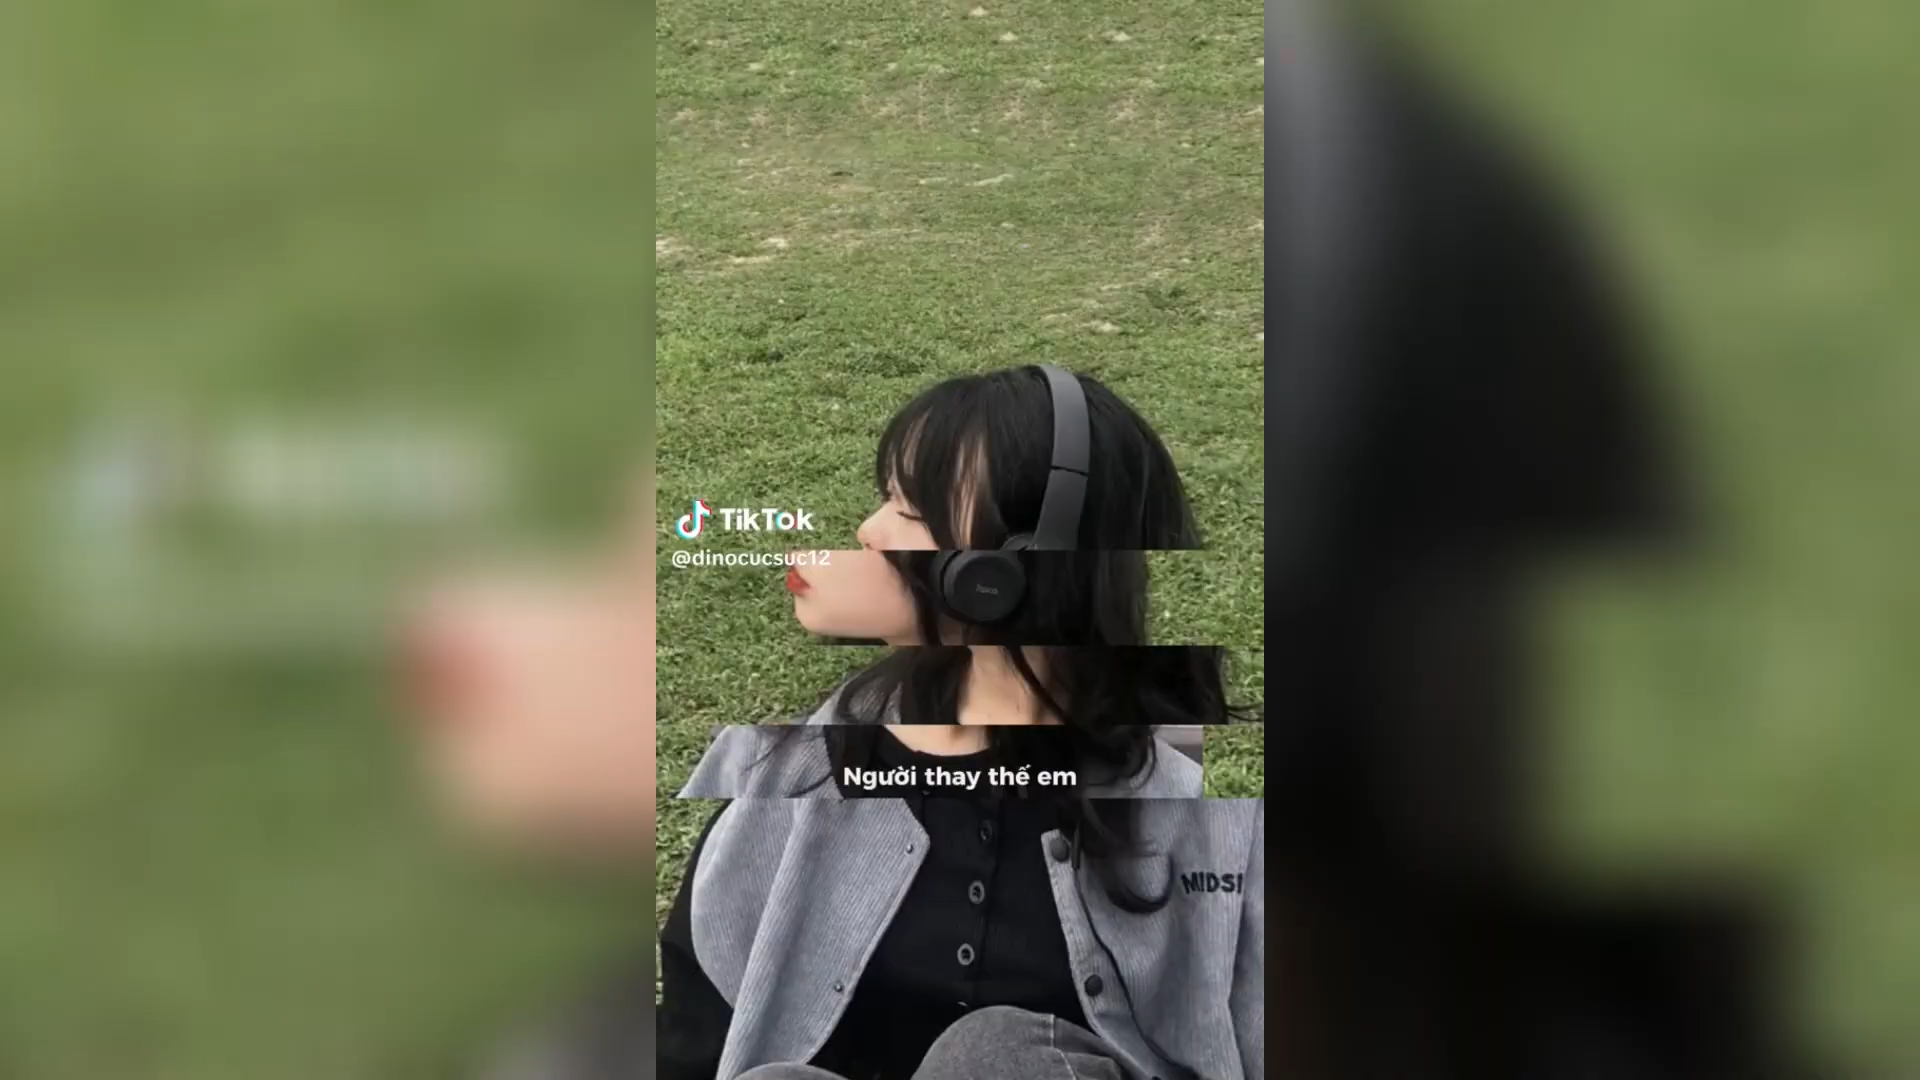 TikTok
@dinocucsuc12
Người thay thế em
MIDSI